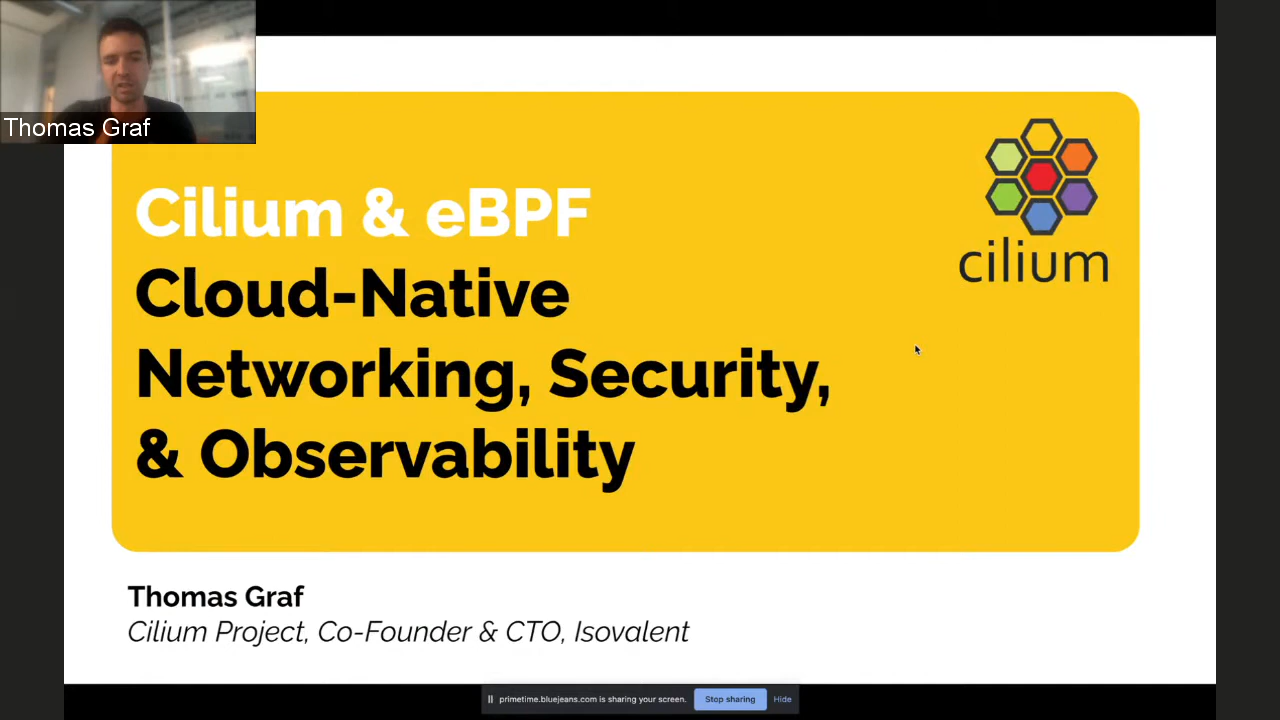 Thomas Graf
cilium
Cilium & eBPF
Cloud-Native
Networking, Security,
& Observability
Thomas Graf
Cilium Project, Co-Founder & CTO, Isovalent
primetime.bluejeans.com is sharing your screen. Stop sharing Hide